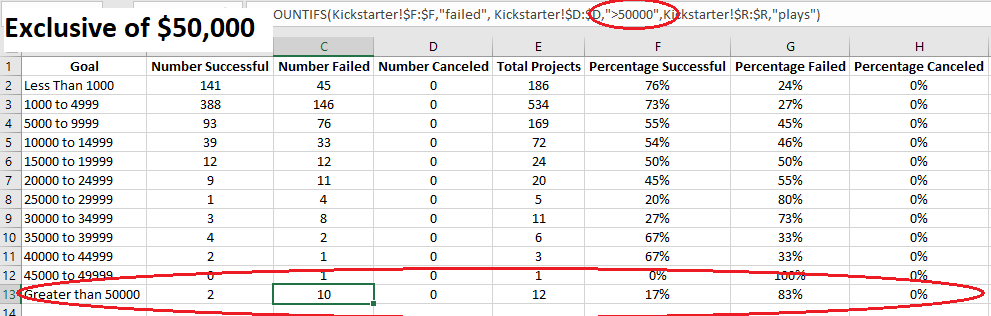 OUNTIFS(Kickstarter!$F:$F,"failed", Kickstarter!$D:$D,">50000",Kickstarter!$R:$R,"plays")
Exclusive of $50,000
C D E F G H
1 Goal Number Successful Number Failed Number Canceled Total Projects Percentage Successful Percentage Failed Percentage Canceled
2 Less Than 1000 141 45 0 186 76% 24% 0%
3 1000 to 4999 388 146 0 534 73% 27% 0%
4 5000 to 9999 93 76 0 169 55% 45% 0%
5 10000 to 14999 39 33 0 72 54% 46% 0%
6 15000 to 19999 12 12 0 24 50% 50% 0%
7 20000 to 24999 9 11 0 20 45% 55% 0%
8 25000 to 29999 1 4 0 5 20% 80% 0%
9 30000 to 34999 3 8 0 11 27% 73% 0%
10 35000 to 39999 4 2 0 6 67% 33% 0%
11 40000 to 44999 2 1 0 3 67% 33% 0%
12 45000 to 49999 0 1 0 1 0% 100% 0%
13 Greater than 50000 2 10 0 12 17% 83% 0%
14